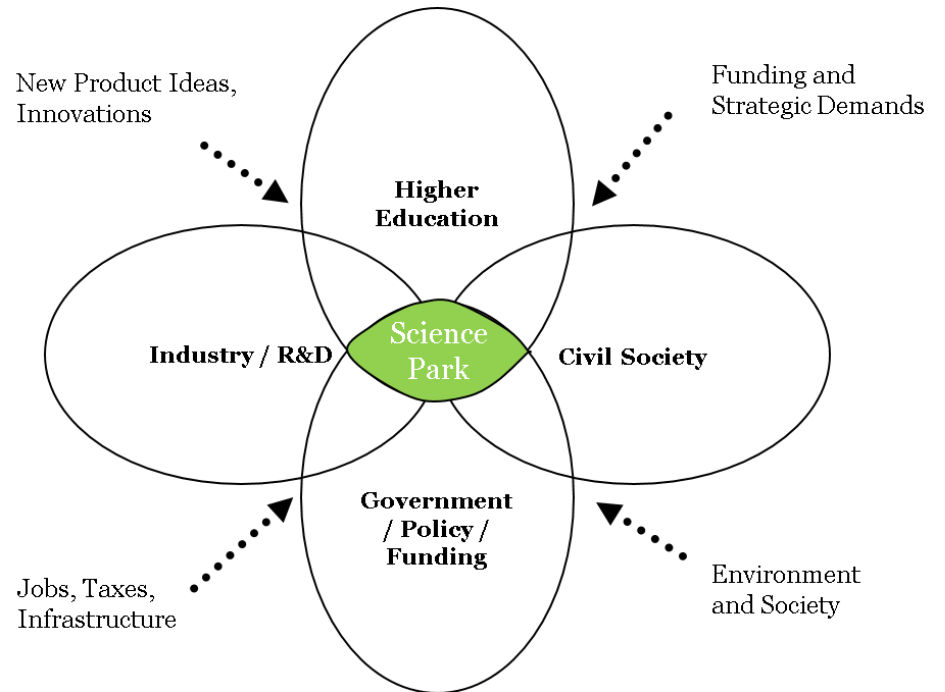 New Product Ideas,
Innovations
Funding and
Strategic Demands
Higher
Education
Industry / R&D
Science
Park
Civil Society
Government
/ Policy /
Funding
Jobs, Taxes,
Infrastructure
Environment
and Society